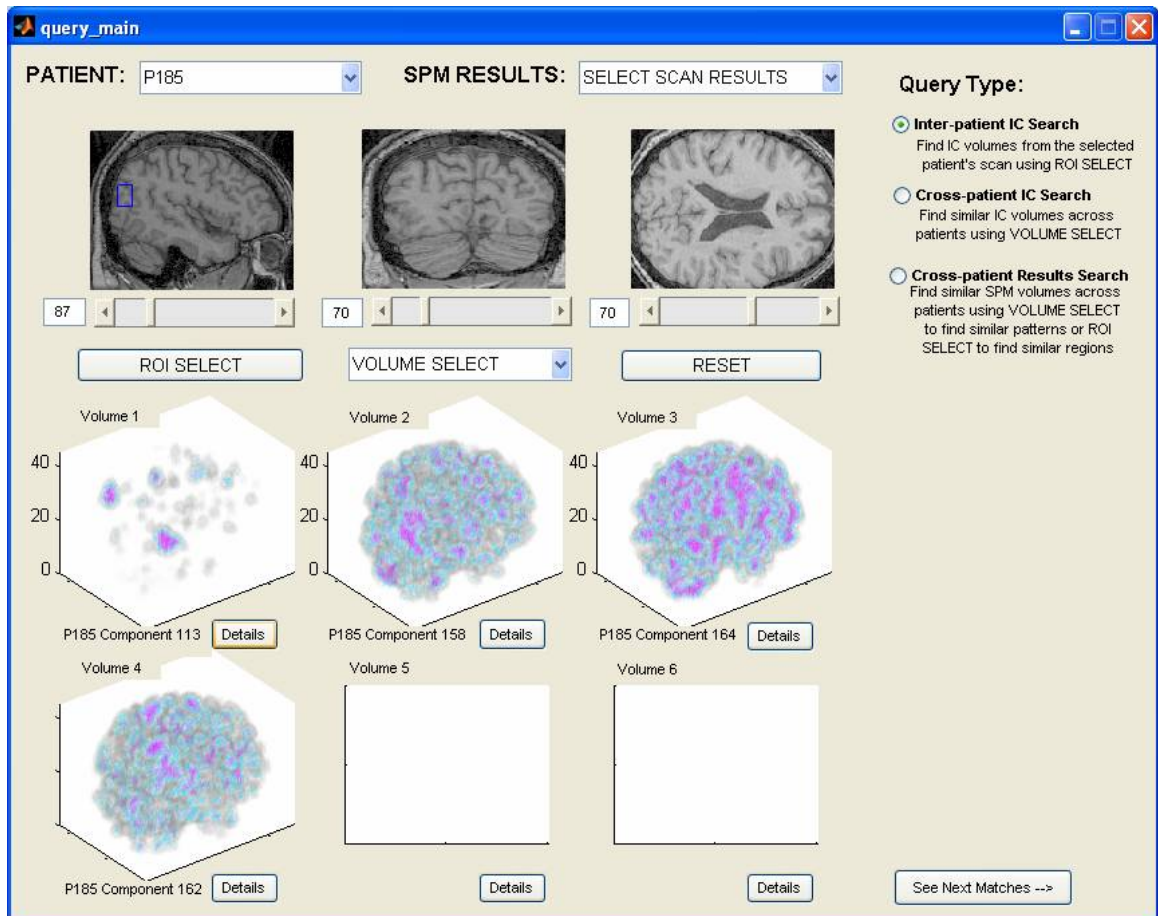 query_main
PATIENT: P185 SPM RESULTS: SELECT SCAN RESULTS
Query Type:
Inter-patient IC Search
Find IC volumes from the selected
patient's scan using ROI SELECT
Cross-patient IC Search
Find similar IC volumes across
patients using VOLUME SELECT
Cross-patient Results Search
Find similar SPM volumes across
patients using VOLUME SELECT
to find similar patterns or ROI
SELECT to find similar regions
87 70 70
ROI SELECT VOLUME SELECT RESET
Volume 1 Volume 2 Volume 3
40 40 40
20 20 20
0 0 0
P185 Component 113 Details P185 Component 158 Details P185 Component 164 Details
Volume 4 Volume 5 Volume 6
P185 Component 162 Details Details Details
See Next Matches -->